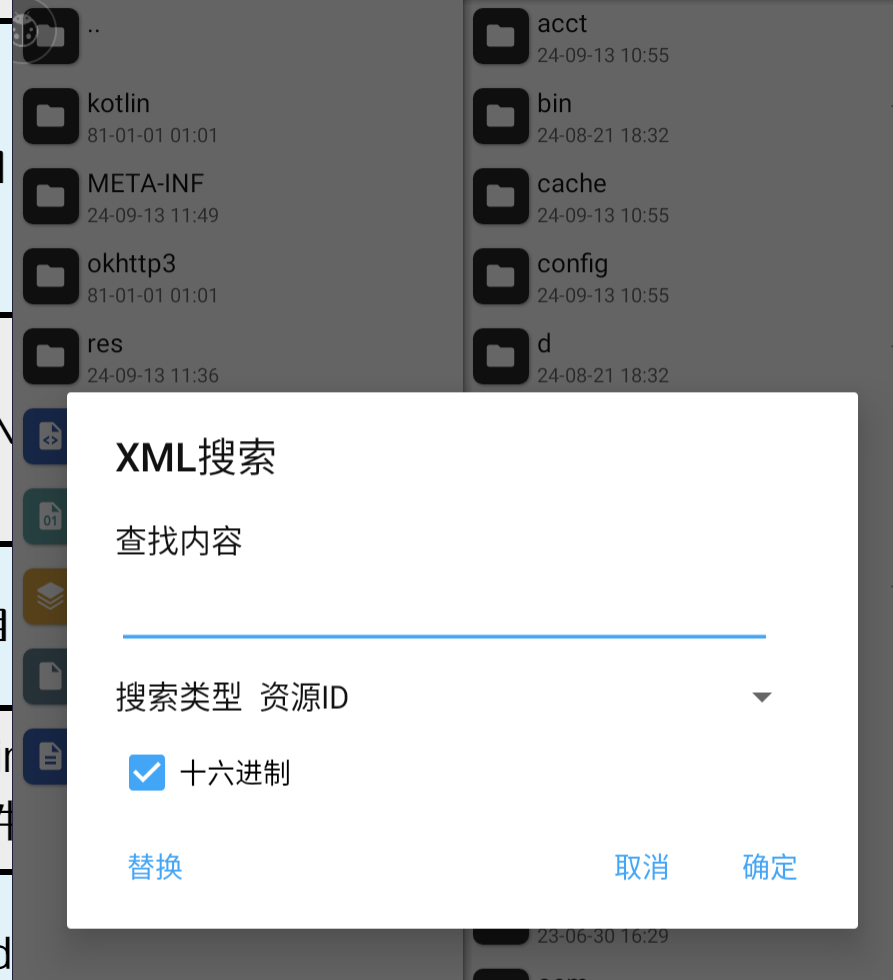 ..
kotlin
81-01-01 01:01
META-INF
24-09-13 11:49
okhttp3
81-01-01 01:01
res
24-09-13 11:36
acct
24-09-13 10:55
bin
24-08-21 18:32
cache
24-09-13 10:55
config
24-09-13 10:55
d
24-08-21 18:32
01
XML搜索
查找内容
搜索类型 资源ID
十六进制
替换
取消
确定
23-06-30 16:29